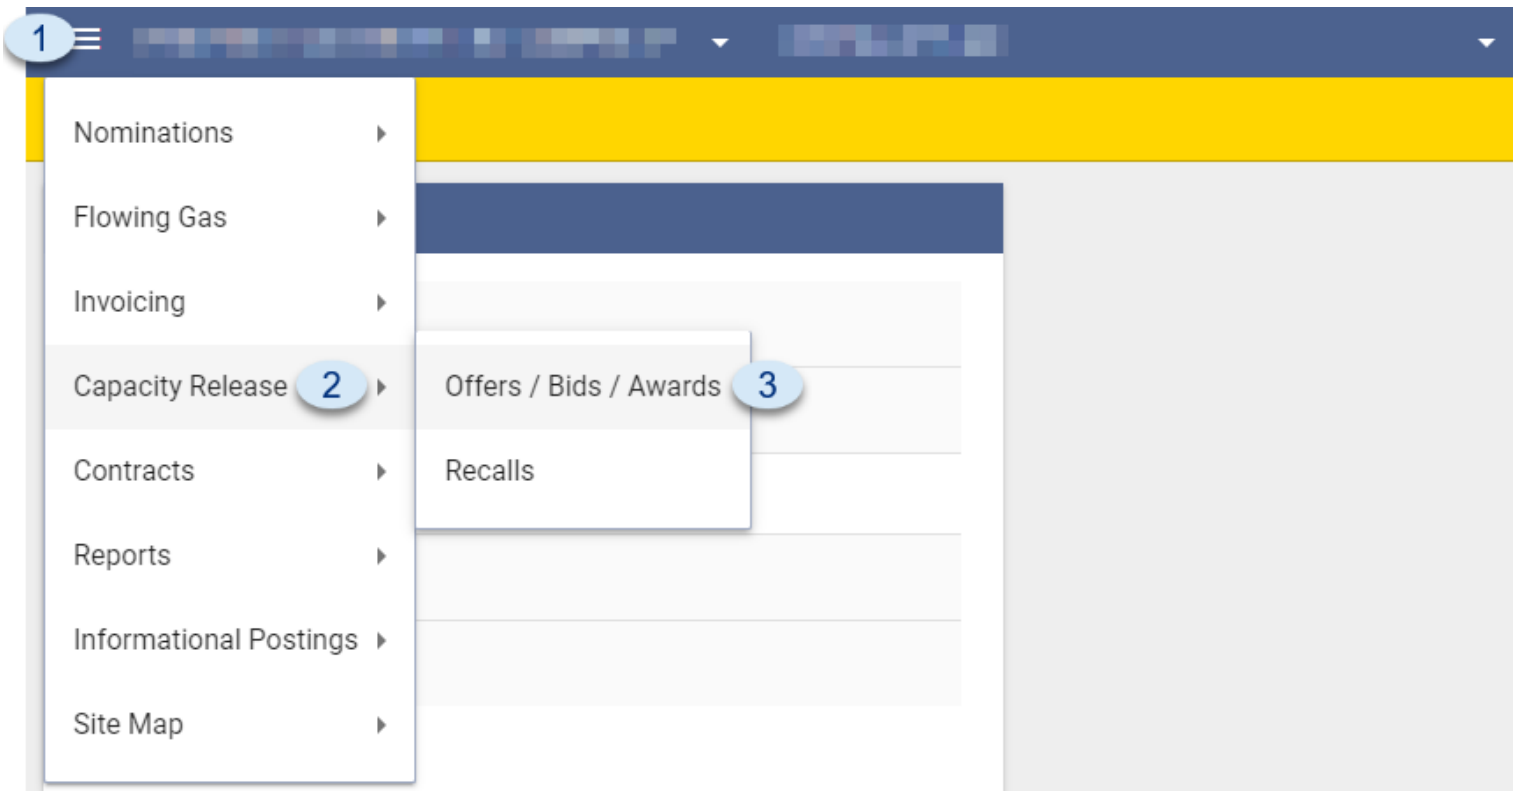 1
Nominations
Flowing Gas
Invoicing
Capacity Release 2 Offers / Bids / Awards 3
Contracts Recalls
Reports
Informational Postings
Site Map